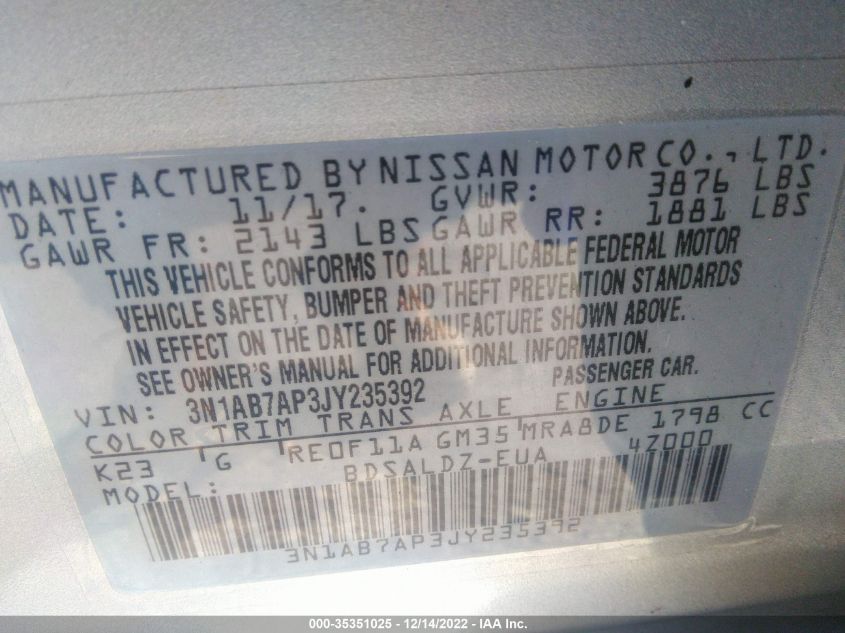 MANUFACTURED BY NISSAN MOTOR CO., LTD.
DATE: 11/17. GVWR: 3876 LBS
GAWR FR: 2143 LBS GAWR RR: 1881 LBS
THIS VEHICLE CONFORMS TO ALL APPLICABLE FEDERAL MOTOR
VEHICLE SAFETY, BUMPER AND THEFT PREVENTION STANDARDS
IN EFFECT ON THE DATE OF MANUFACTURE SHOWN ABOVE.
SEE OWNER'S MANUAL FOR ADDITIONAL INFORMATION.
VIN: 3N1AB7AP3JY235392 PASSENGER CAR.
COLOR TRIM TRANS AXLE ENGINE
K23 G RE0F11A GM35 MRA8DE 1798 CC
MODEL: BDSALDZ-EUA 4Z000
3N1AB7AP3JY235392
000-35351025 - 12/14/2022 - IAA Inc.